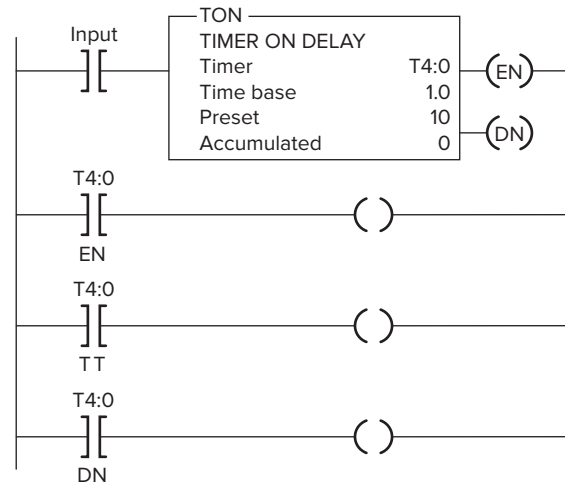 Input
TON
TIMER ON DELAY
Timer T4:0
Time base 1.0
Preset 10
Accumulated 0
EN
DN
T4:0
EN
T4:0
TT
T4:0
DN